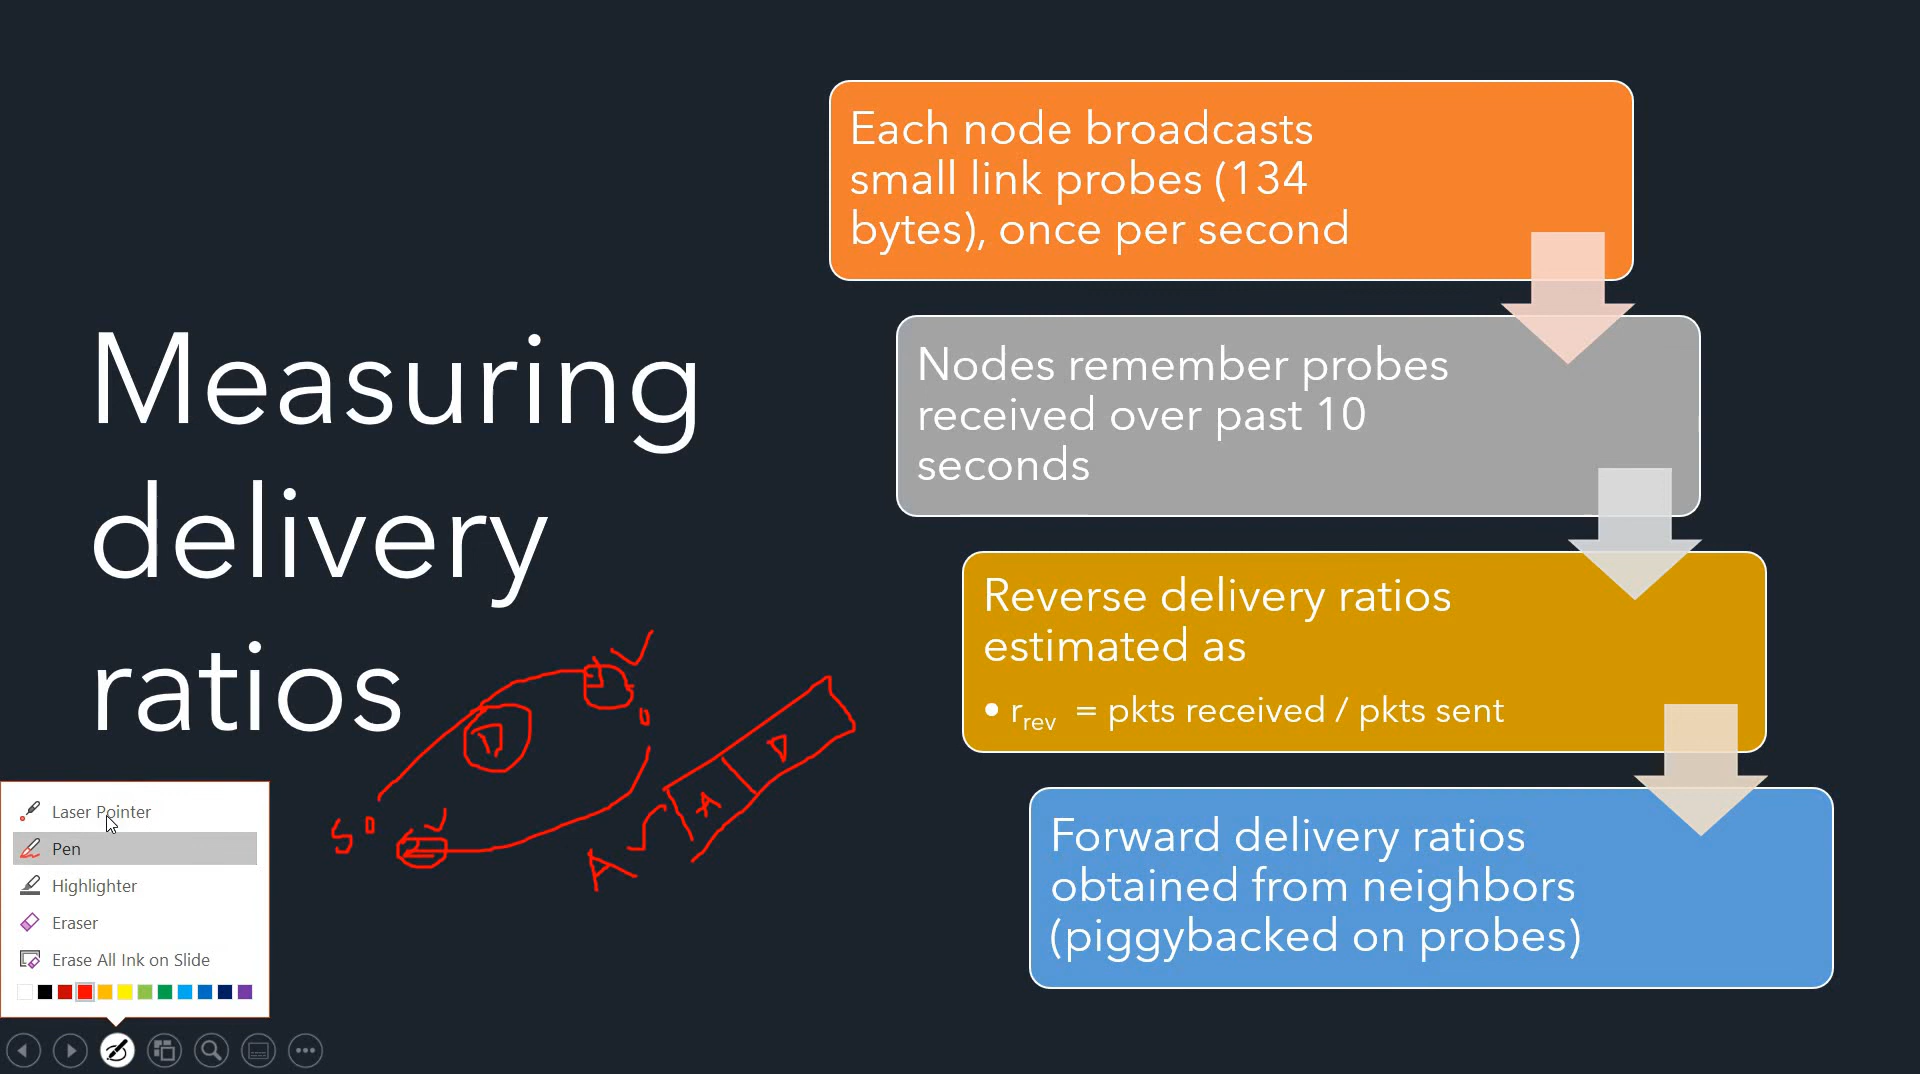 Measuring
delivery
ratios
Each node broadcasts
small link probes (134
bytes), once per second
Nodes remember probes
received over past 10
seconds
Reverse delivery ratios
estimated as
• rrev = pkts received / pkts sent
Forward delivery ratios
obtained from neighbors
(piggybacked on probes)
1
D
S
2
A
A
D
Laser Pointer
Pen
Highlighter
Eraser
Erase All Ink on Slide